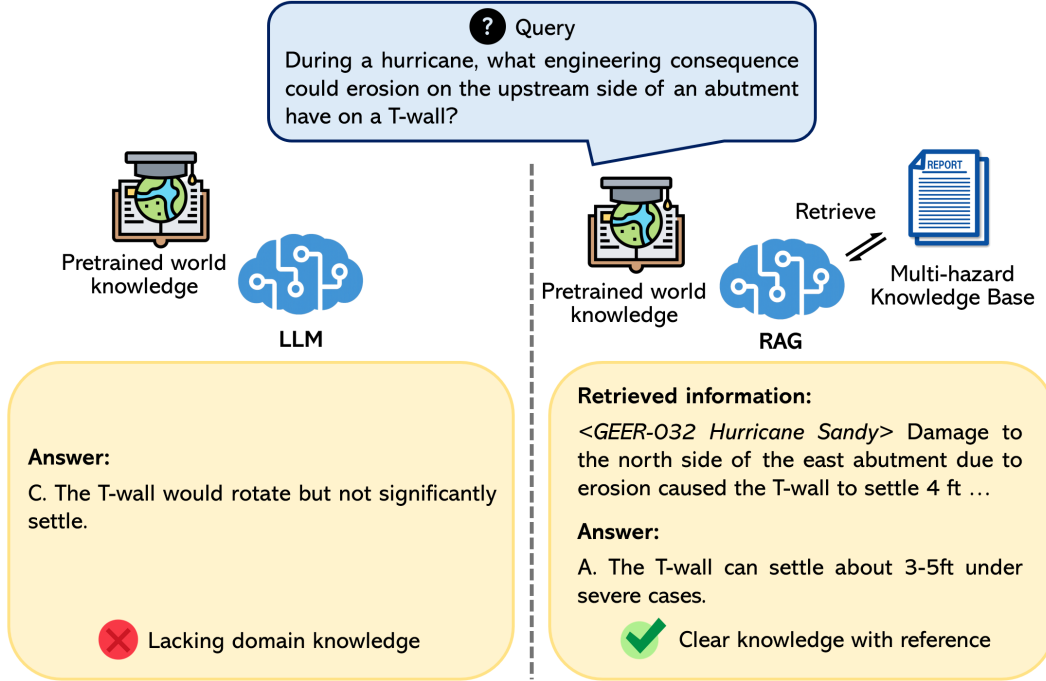 ? Query
During a hurricane, what engineering consequence
could erosion on the upstream side of an abutment
have on a T-wall?
Pretrained world
knowledge
LLM
Pretrained world
knowledge
RAG
Retrieve
REPORT
Multi-hazard
Knowledge Base
Answer:
C. The T-wall would rotate but not significantly
settle.
Lacking domain knowledge
Retrieved information:
<GEER-032 Hurricane Sandy> Damage to
the north side of the east abutment due to
erosion caused the T-wall to settle 4 ft ...
Answer:
A. The T-wall can settle about 3-5ft under
severe cases.
Clear knowledge with reference